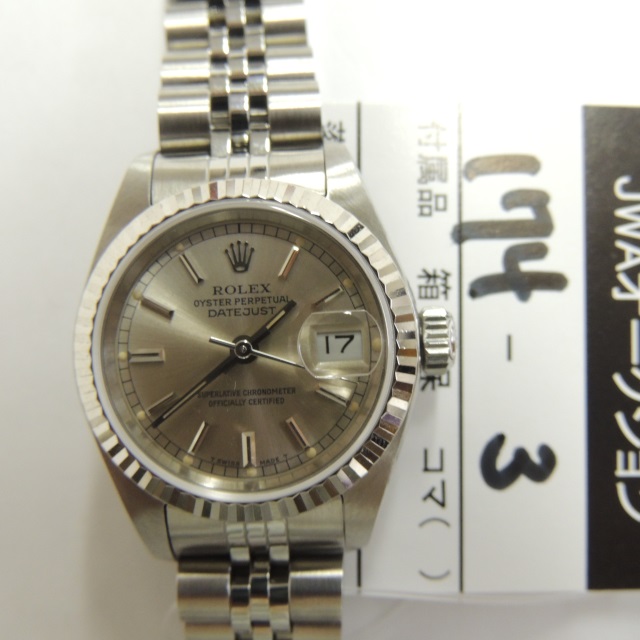 ROLEX
OYSTER PERPETUAL
DATEJUST
17
SUPERLATIVE CHRONOMETER
OFFICIALLY CERTIFIED
付属品 箱 保 コマ( )
174-3
JWAオークション